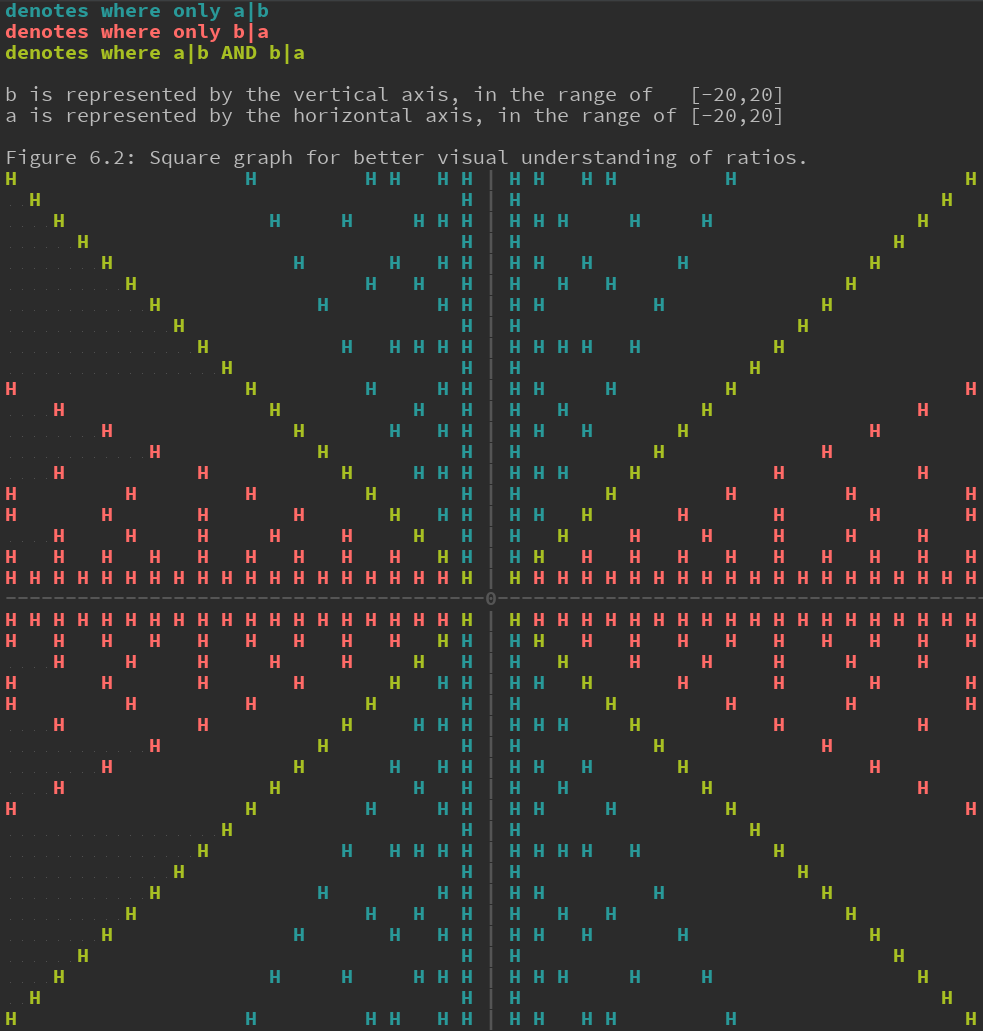 denotes where only a|b
denotes where only b|a
denotes where a|b AND b|a
b is represented by the vertical axis, in the range of [-20,20]
a is represented by the horizontal axis, in the range of [-20,20]
Figure 6.2: Square graph for better visual understanding of ratios.
H H H H H H | H H H H H H
H H | H H
H H H H H H | H H H H H H
H H | H H
H H H H H | H H H H H
H H H H | H H H H
H H H H | H H H H
H H | H H
H H H H H H | H H H H H H
H H | H H
H H H H H | H H H H H
H H H H | H H H H
H H H H H | H H H H H
H H H | H H H
H H H H H H | H H H H H H
H H H H H | H H H H H
H H H H H H H | H H H H H H H
H H H H H H H | H H H H H H H
H H H H H H H H H H H | H H H H H H H H H H H
H H H H H H H H H H H H H H H H H H H H | H H H H H H H H H H H H H H H H H H H H
0
H H H H H H H H H H H H H H H H H H H H | H H H H H H H H H H H H H H H H H H H H
H H H H H H H H H H H | H H H H H H H H H H H
H H H H H H H | H H H H H H H
H H H H H H H | H H H H H H H
H H H H H | H H H H H
H H H H H H | H H H H H H
H H H | H H H
H H H H H | H H H H H
H H H H | H H H H
H H H H H | H H H H H
H H | H H
H H H H H H | H H H H H H
H H | H H
H H H H | H H H H
H H H H | H H H H
H H H H H | H H H H H
H H | H H
H H H H H H | H H H H H H
H H | H H
H H H H H H | H H H H H H